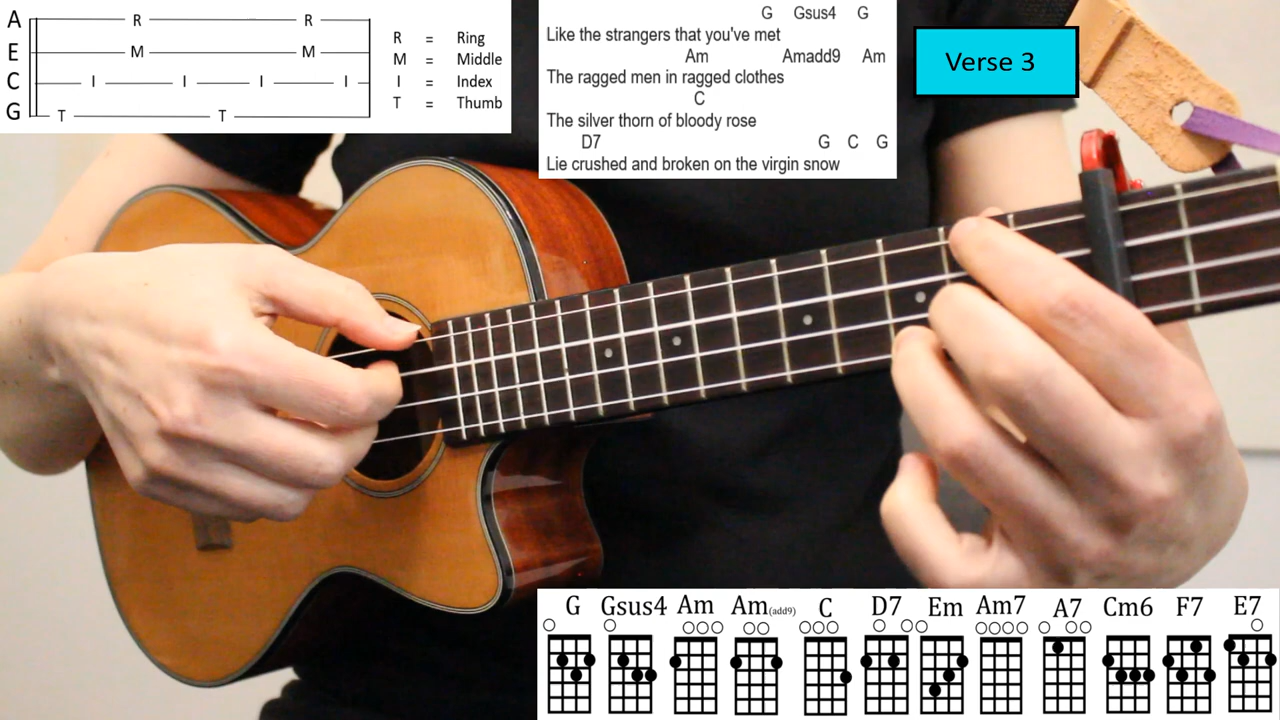 A R R
E M M
C I I I I
G T T
R = Ring
M = Middle
I = Index
T = Thumb
G Gsus4 G
Like the strangers that you've met
Am Amadd9 Am
The ragged men in ragged clothes
C
The silver thorn of bloody rose
D7 G C G
Lie crushed and broken on the virgin snow
Verse 3
G Gsus4 Am Am(add9) C D7 Em Am7 A7 Cm6 F7 E7